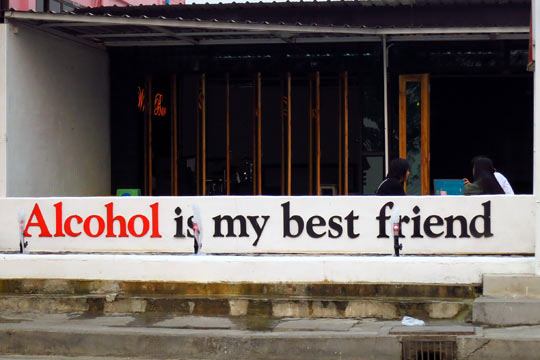 Alcohol is my best friend